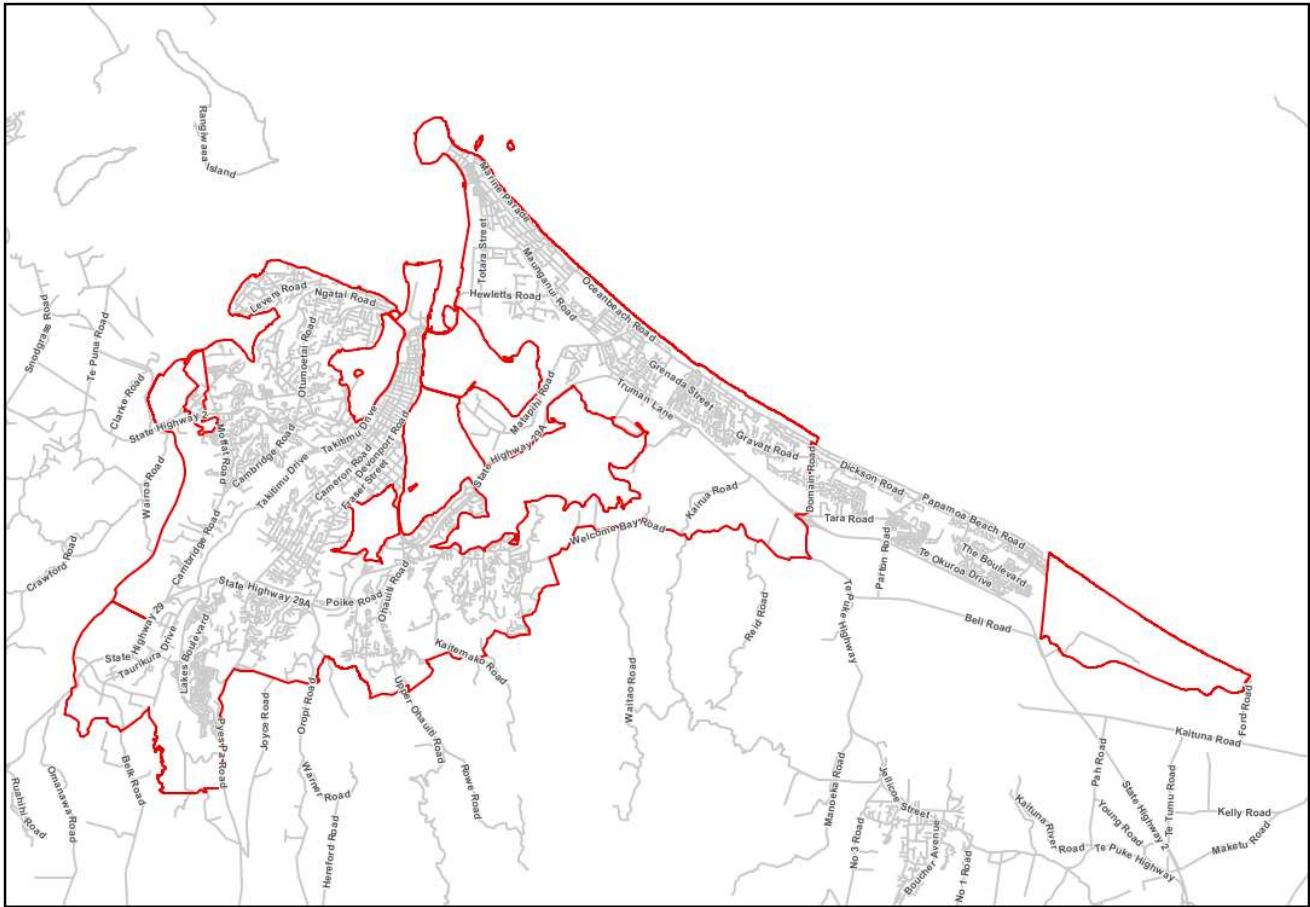 Rangiwaea Island
Marine Parade
Totara Street
Maunganui Road
Hewletts Road
Oceanbeach Road
Levers Road
Ngatai Road
Otumoetai Road
Snodgrass Road
Te Puna Road
Clarke Road
State Highway 2
Moffat Road
Cambridge Road
Takitimu Drive
Takitimu Drive
Cameron Road
Devonport Road
Fraser Street
Matapihi Road
State Highway 29A
Truman Lane
Grenada Street
Gravatt Road
Domain Road
Dickson Road
Papamoa Beach Road
Tara Road
The Boulevard
Te Okuroa Drive
Parton Road
Bell Road
Kairua Road
Welcome Bay Road
Wairoa Road
Crawford Road
Cambridge Road
State Highway 29A
Poike Road
Ohauiti Road
Reid Road
Te Puke Highway
State Highway 29
Taurikura Drive
Lakes Boulevard
Kaitemako Road
Waitao Road
Pyes Pa Road
Joyce Road
Oropi Road
Upper Ohauiti Road
Rowe Road
Warner Road
Hereford Road
Belk Road
Omanawa Road
Ruahihi Road
Ford Road
Kaituna Road
Pah Road
State Highway 2
Te Tumu Road
Kelly Road
Young Road
Maketu Road
Kaituna River Road
Te Puke Highway
Manoeka Road
Jellicoe Street
No 3 Road
Boucher Avenue
No 1 Road